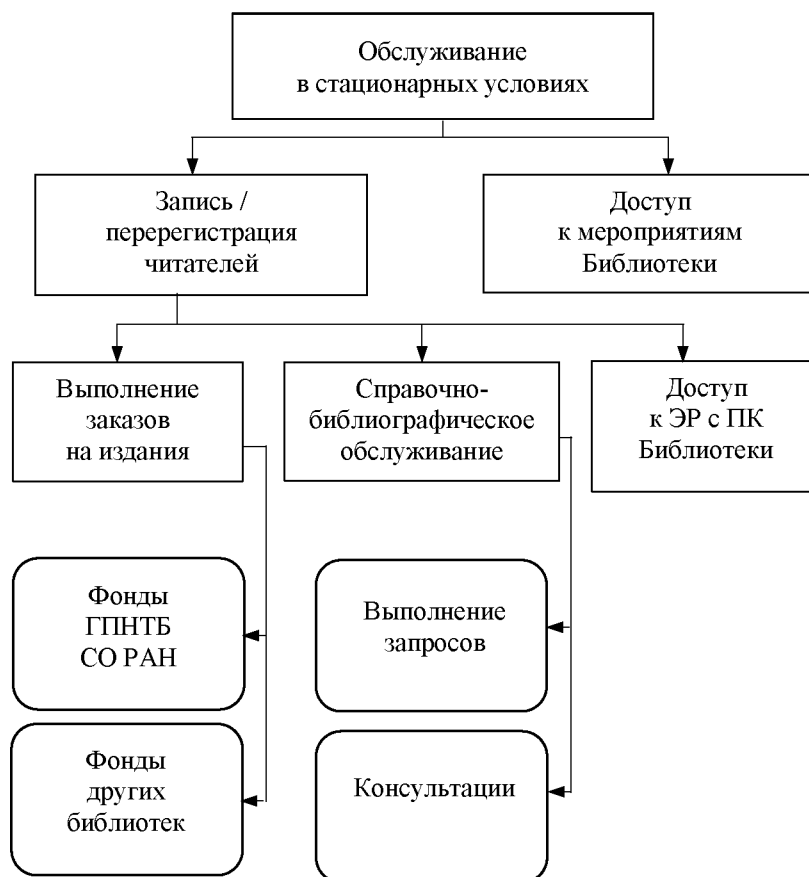 Обслуживание
в стационарных условиях
Запись /
перерегистрация
читателей
Доступ
к мероприятиям
Библиотеки
Выполнение
заказов
на издания
Справочно-
библиографическое
обслуживание
Доступ
к ЭР с ПК
Библиотеки
Фонды
ГПНТБ
СО РАН
Выполнение
запросов
Фонды
других
библиотек
Консультации